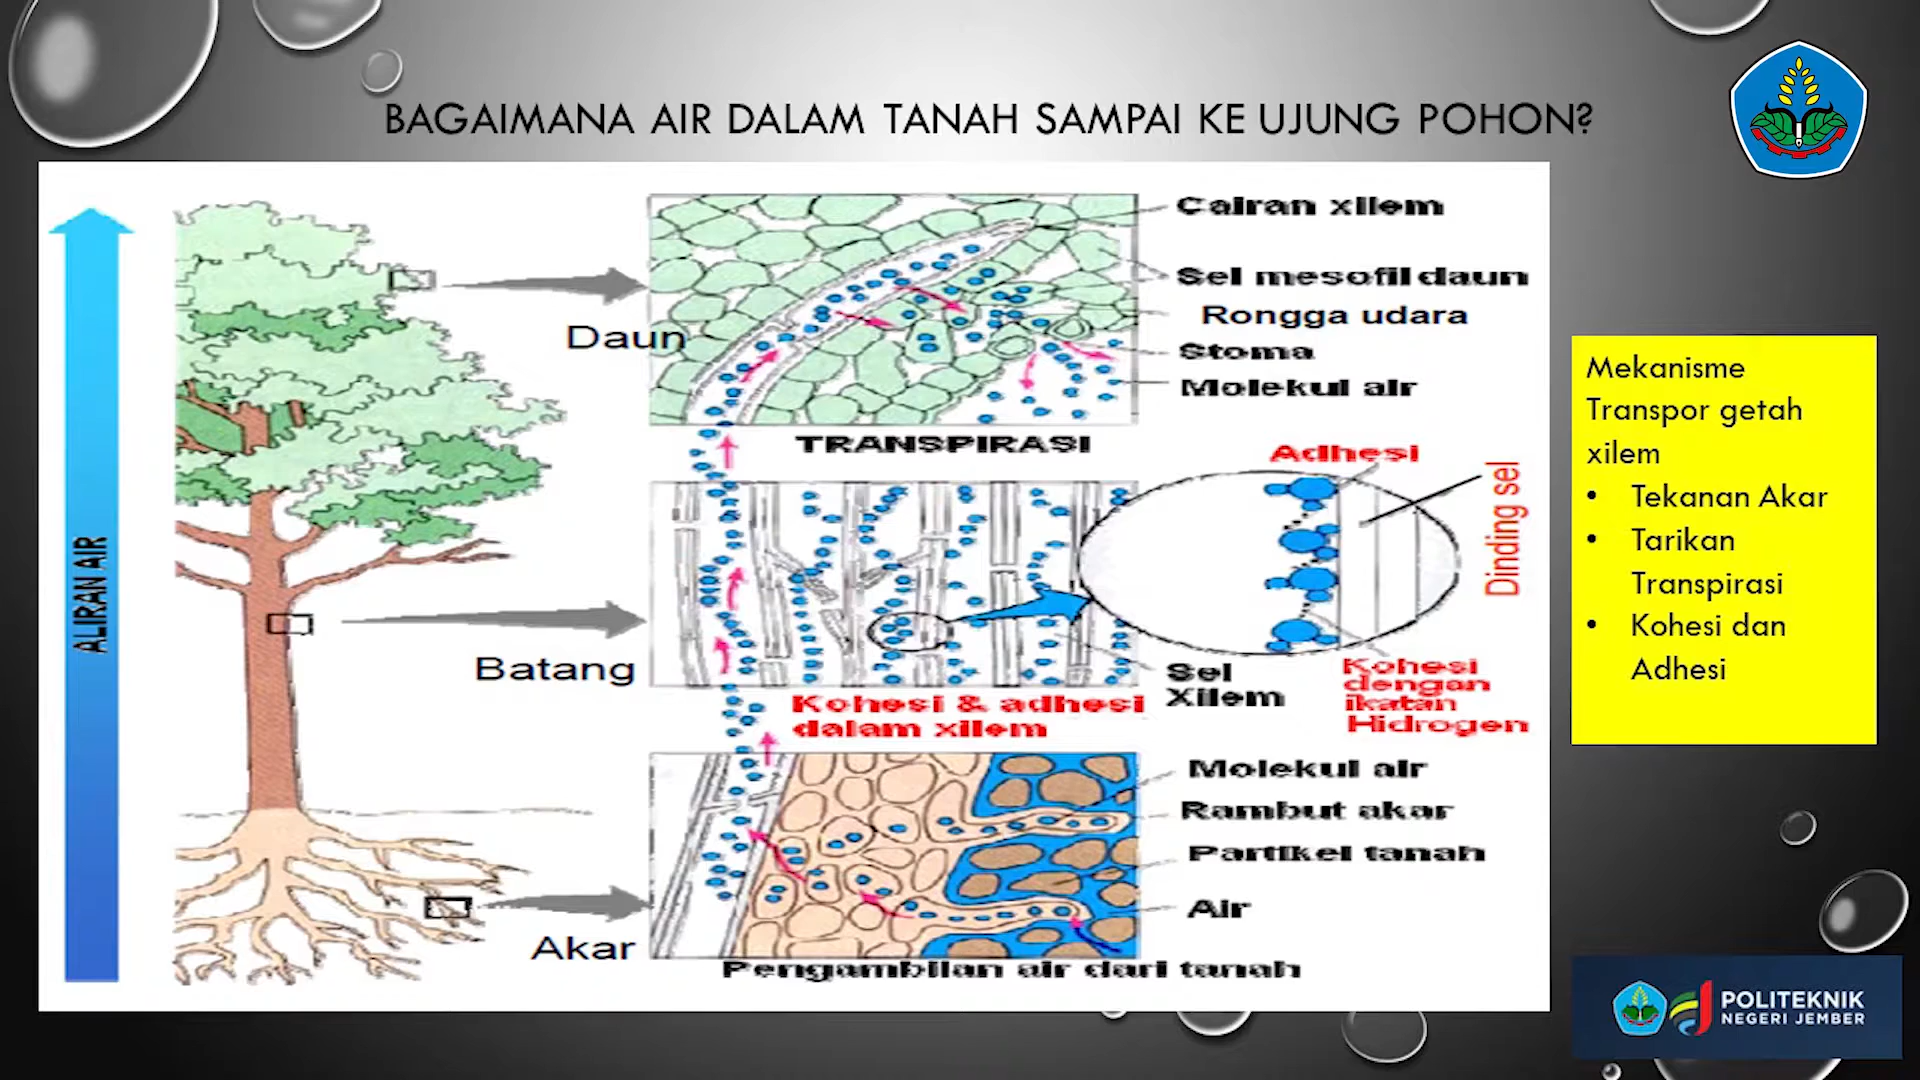 BAGAIMANA AIR DALAM TANAH SAMPAI KE UJUNG POHON?
ALIRAN AIR
Daun
Cairan xilem
Sel mesofil daun
Rongga udara
Stoma
Molekul air
TRANSPIRASI
Batang
Adhesi
Dinding sel
Sel
Xilem
Kohesi
dengan
ikatan
Hidrogen
Kohesi & adhesi
dalam xilem
Akar
Molekul air
Rambut akar
Partikel tanah
Air
Pengambilan air dari tanah
Mekanisme
Transpor getah
xilem
• Tekanan Akar
• Tarikan
Transpirasi
• Kohesi dan
Adhesi
POLITEKNIK
NEGERI JEMBER